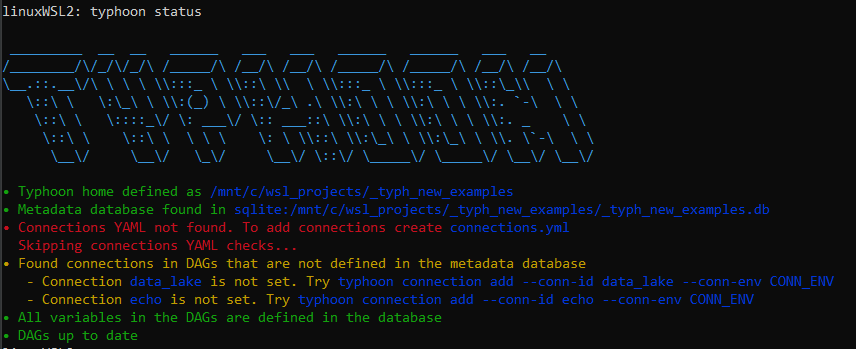 linuxWSL2: typhoon status
TYPHOON
• Typhoon home defined as /mnt/c/wsl_projects/_typh_new_examples
• Metadata database found in sqlite:/mnt/c/wsl_projects/_typh_new_examples/_typh_new_examples.db
• Connections YAML not found. To add connections create connections.yml
Skipping connections YAML checks...
• Found connections in DAGs that are not defined in the metadata database
- Connection data_lake is not set. Try typhoon connection add --conn-id data_lake --conn-env CONN_ENV
- Connection echo is not set. Try typhoon connection add --conn-id echo --conn-env CONN_ENV
• All variables in the DAGs are defined in the database
• DAGs up to date